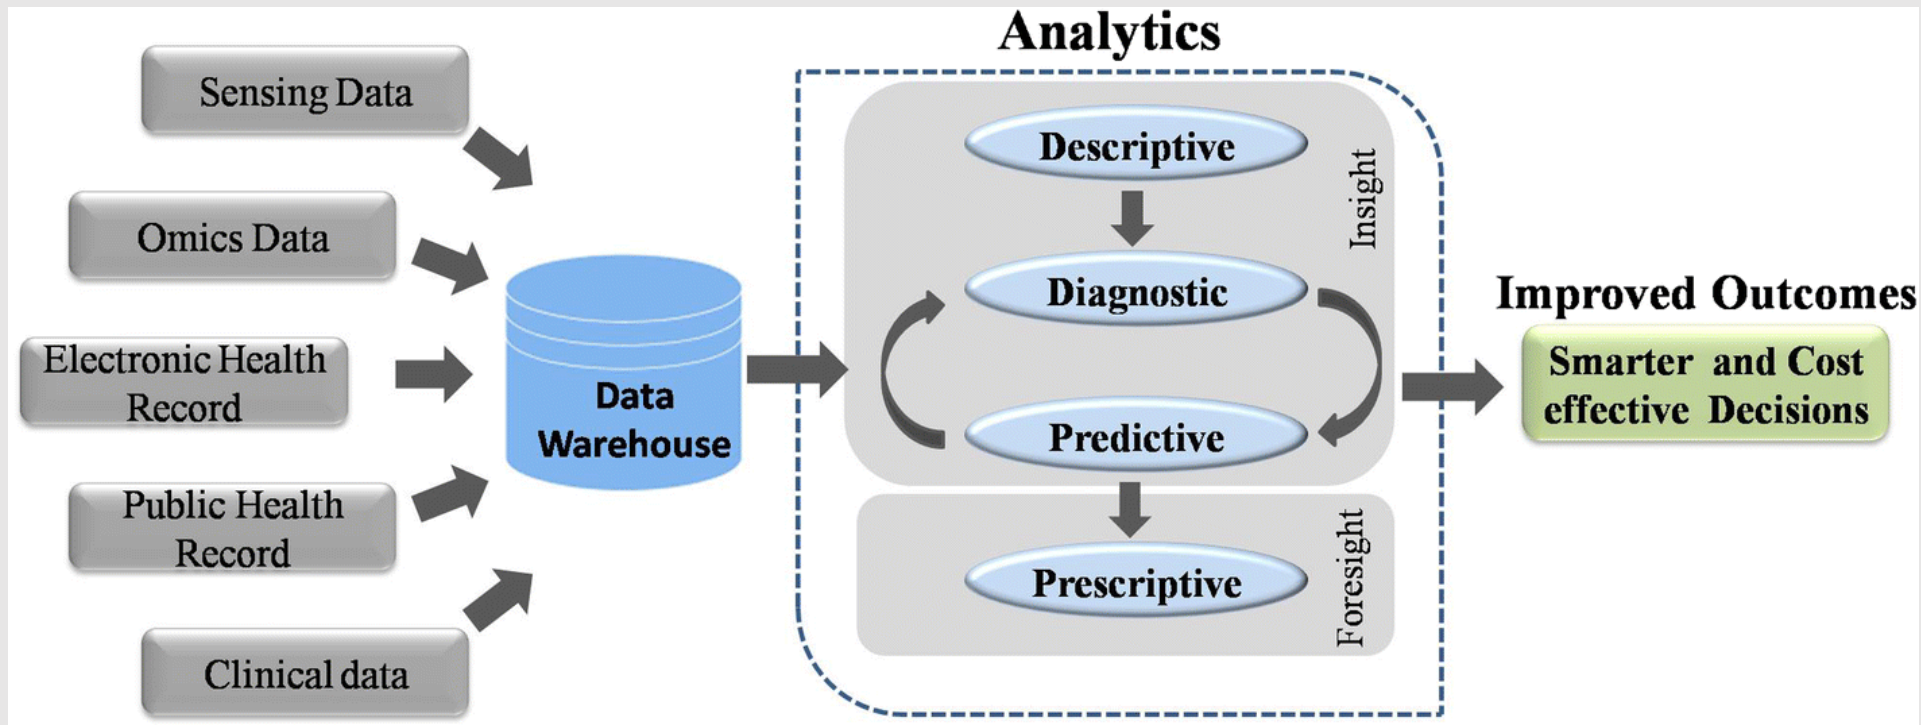 Sensing Data
Omics Data
Electronic Health
Record
Public Health
Record
Clinical data
Data
Warehouse
Analytics
Descriptive
Diagnostic
Predictive
Insight
Prescriptive
Foresight
Improved Outcomes
Smarter and Cost
effective Decisions